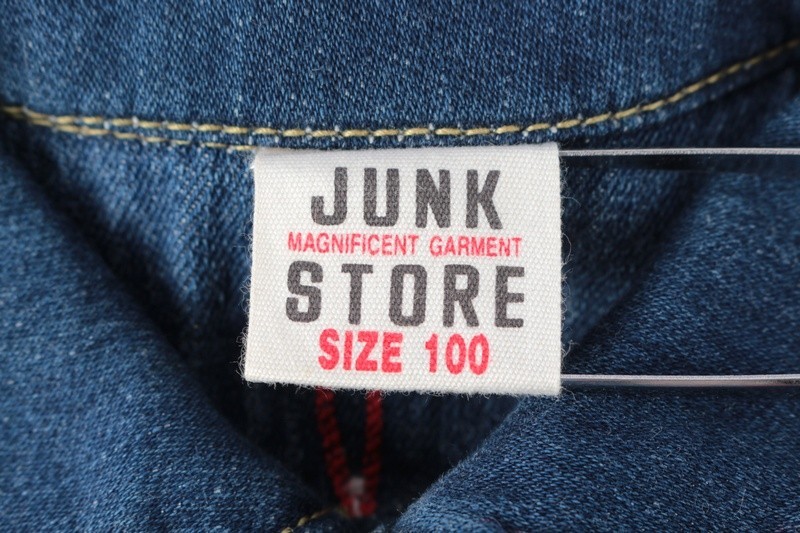 JUNK
MAGNIFICENT GARMENT
STORE
SIZE 100